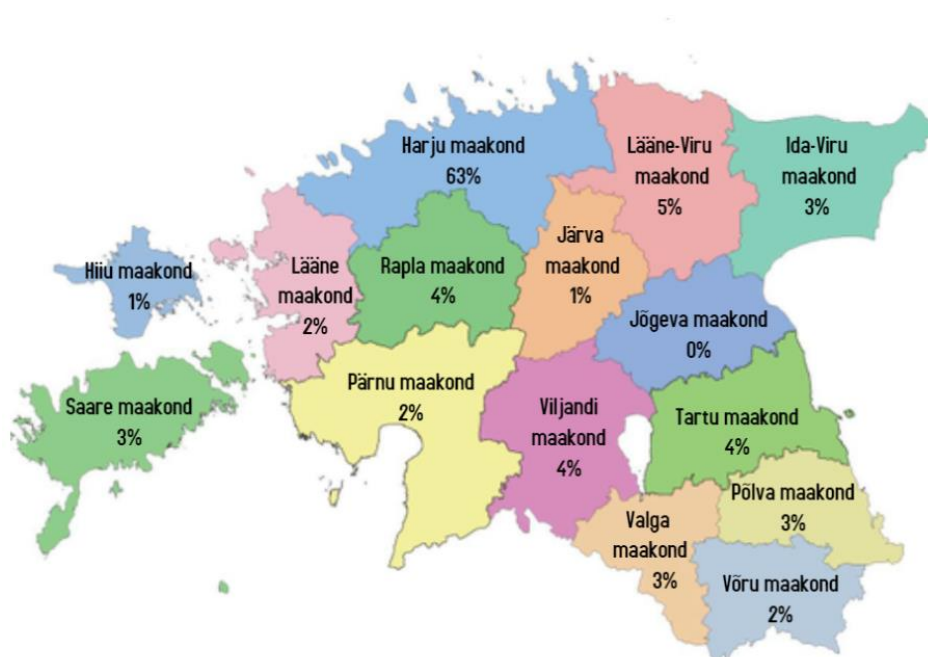 Harju maakond
63%
Lääne-Viru
maakond
5%
Ida-Viru
maakond
3%
Hiiu maakond
1%
Lääne
maakond
2%
Rapla maakond
4%
Järva
maakond
1%
Jõgeva maakond
0%
Saare maakond
3%
Pärnu maakond
2%
Viljandi
maakond
4%
Tartu maakond
4%
Põlva maakond
3%
Valga
maakond
3%
Võru maakond
2%